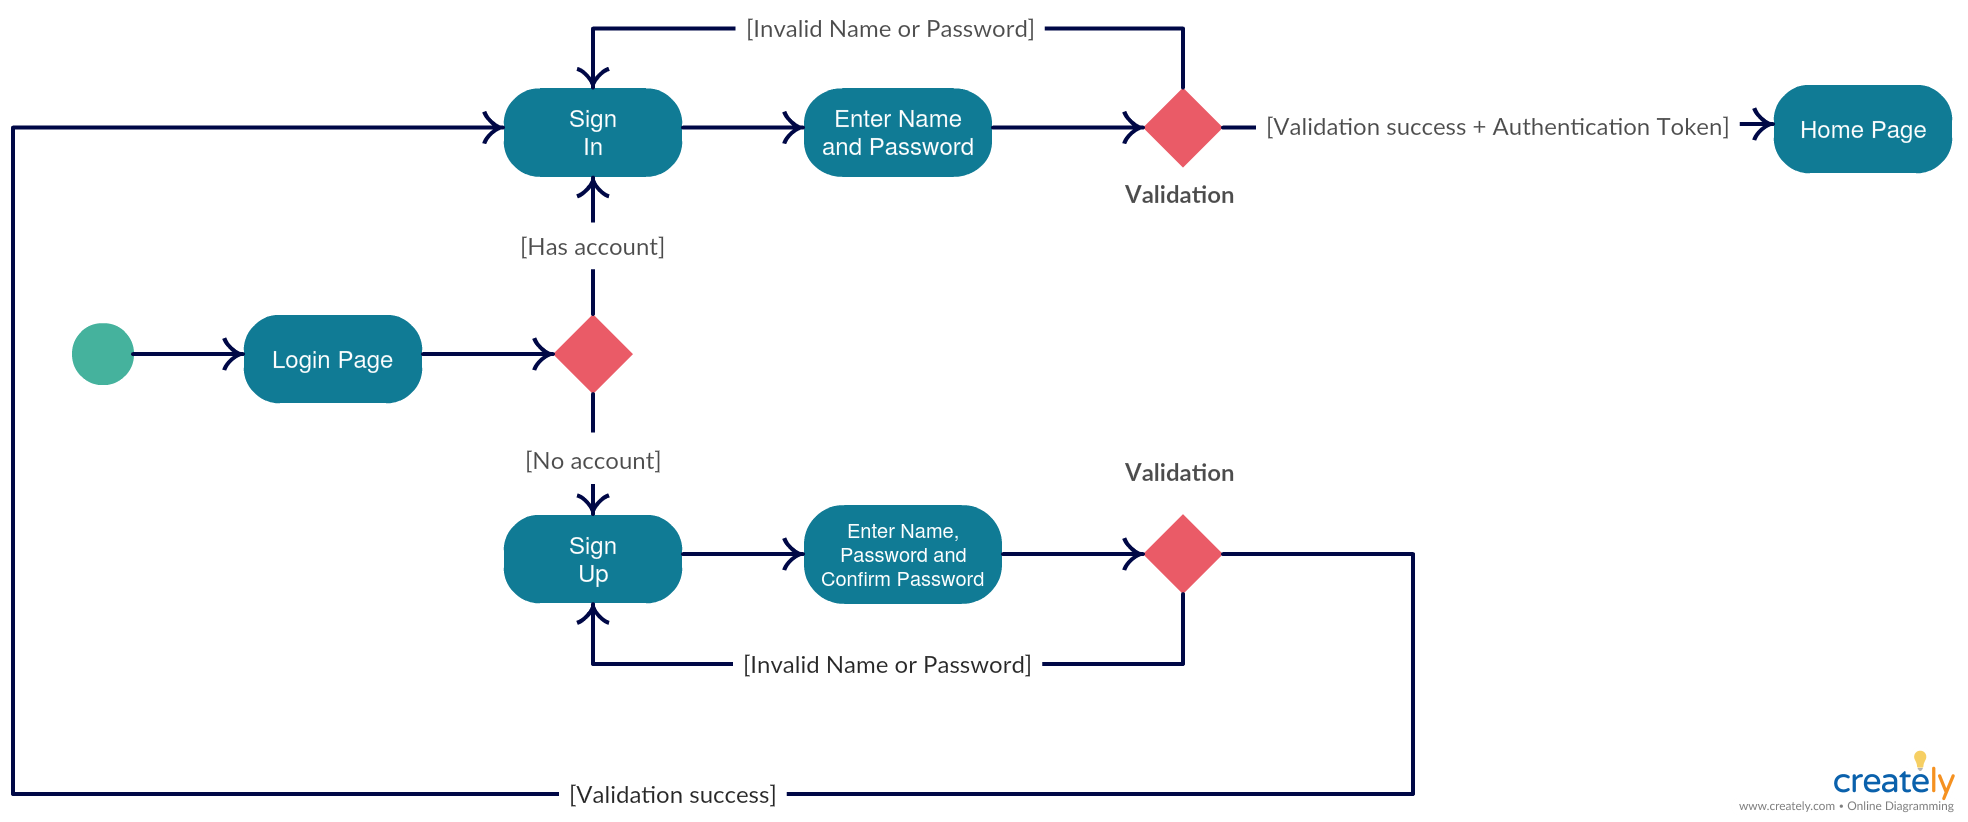 [Invalid Name or Password]
Sign
In
Enter Name
and Password
[Validation success + Authentication Token]
Home Page
Validation
[Has account]
Login Page
[No account]
Validation
Sign
Up
Enter Name,
Password and
Confirm Password
[Invalid Name or Password]
[Validation success]
creately
www.creately.com • Online Diagramming